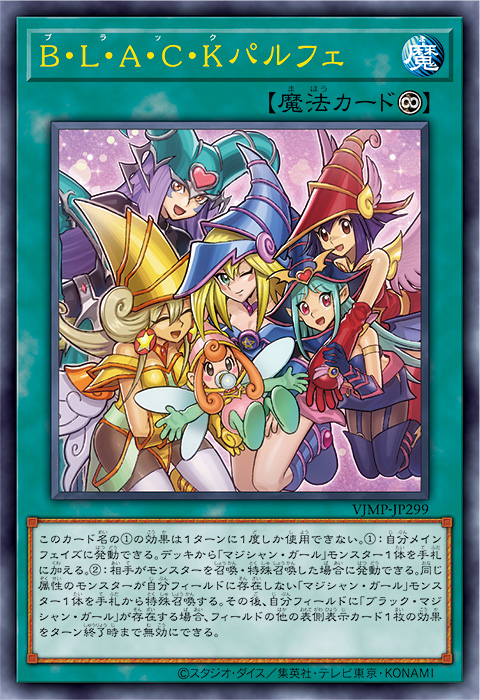 ブラック
B・L・A・C・Kパルフェ
魔
【魔法カード∞】
VJMP-JP299
このカード名の①の効果は1ターンに1度しか使用できない。①：自分メイン
フェイズに発動できる。デッキから「マジシャン・ガール」モンスター1体を手札
に加える。②：相手がモンスターを召喚・特殊召喚した場合に発動できる。同じ
属性のモンスターが自分フィールドに存在しない「マジシャン・ガール」モンス
ター1体を手札から特殊召喚する。その後、自分フィールドに「ブラック・マジ
シャン・ガール」が存在する場合、フィールドの他の表側表示カード1枚の効果
をターン終了時まで無効にできる。
©スタジオ・ダイス／集英社・テレビ東京・KONAMI